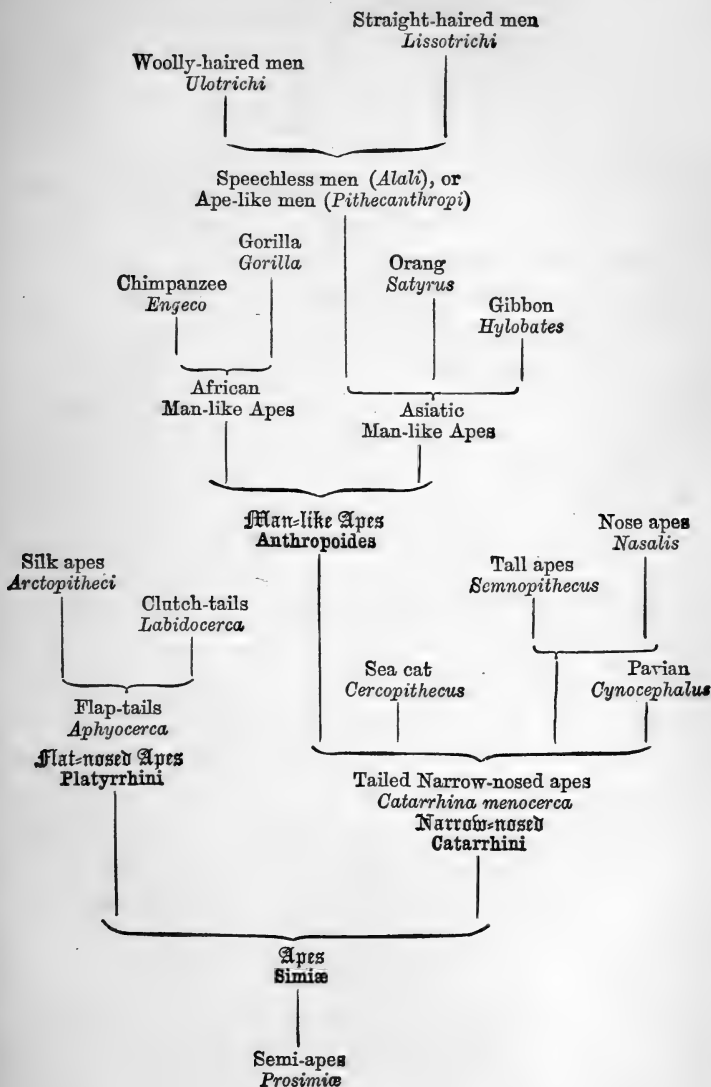 Straight-haired men
Lissotrichi
Woolly-haired men
Ulotrichi
Speechless men (Alali), or
Ape-like men (Pithecanthropi)
Gorilla
Gorilla
Chimpanzee
Engeco
Orang
Satyrus
Gibbon
Hylobates
African
Man-like Apes
Asiatic
Man-like Apes
Man-like Apes
Anthropoides
Nose apes
Nasalis
Silk apes
Arctopitheci
Tall apes
Semnopithecus
Clutch-tails
Labidocerca
Sea cat
Cercopithecus
Pavian
Cynocephalus
Flap-tails
Aphyocerca
Flat-nosed Apes
Platyrrhini
Tailed Narrow-nosed apes
Catarrhina menocerca
Narrow-nosed
Catarrhini
Apes
Simiæ
Semi-apes
Prosimiæ